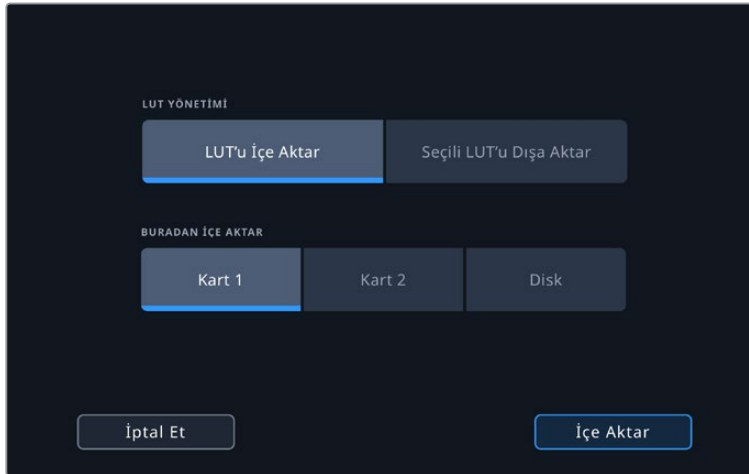 LUT YÖNETİMİ
LUT’u İçe Aktar
Seçili LUT’u Dışa Aktar
BURADAN İÇE AKTAR
Kart 1
Kart 2
Disk
İptal Et
İçe Aktar